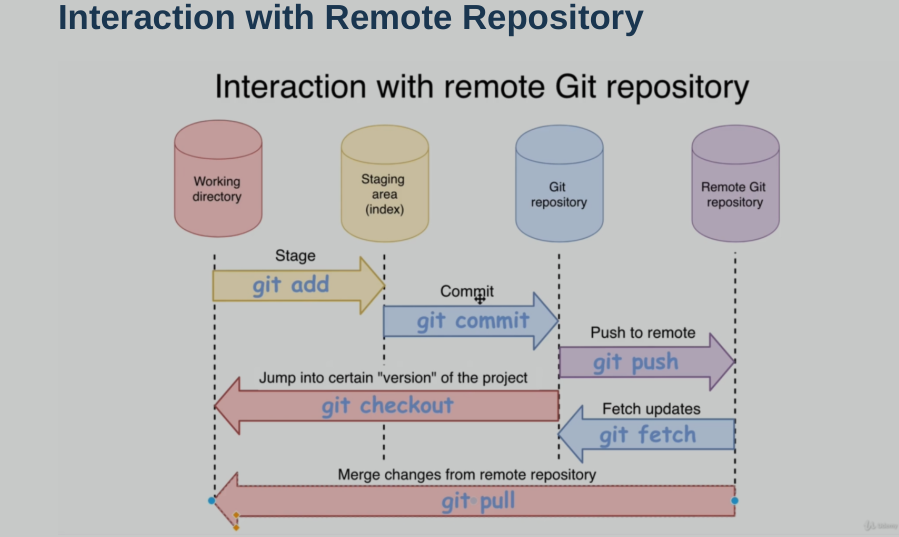 Interaction with Remote Repository
Interaction with remote Git repository
Working
directory
Staging
area
(index)
Git
repository
Remote Git
repository
Stage
git add
Commit
git commit
Push to remote
git push
Jump into certain "version" of the project
git checkout
Fetch updates
git fetch
Merge changes from remote repository
git pull